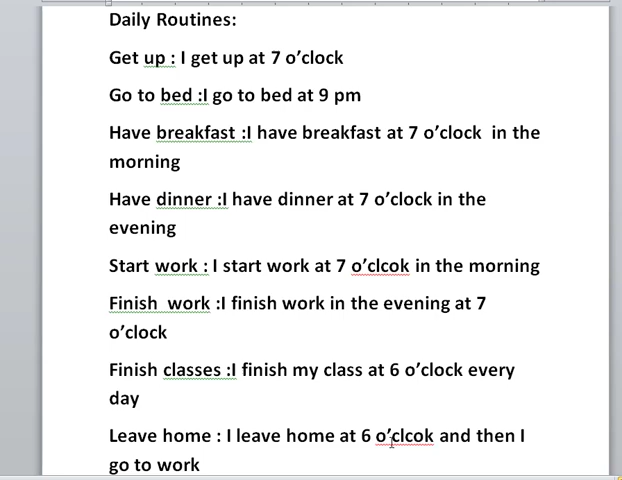 Daily Routines:
Get up : I get up at 7 o’clock
Go to bed :I go to bed at 9 pm
Have breakfast :I have breakfast at 7 o’clock  in the
morning
Have dinner :I have dinner at 7 o’clock in the
evening
Start work : I start work at 7 o’clcok in the morning
Finish  work :I finish work in the evening at 7
o’clock
Finish classes :I finish my class at 6 o’clock every
day
Leave home : I leave home at 6 o’clcok and then I
go to work